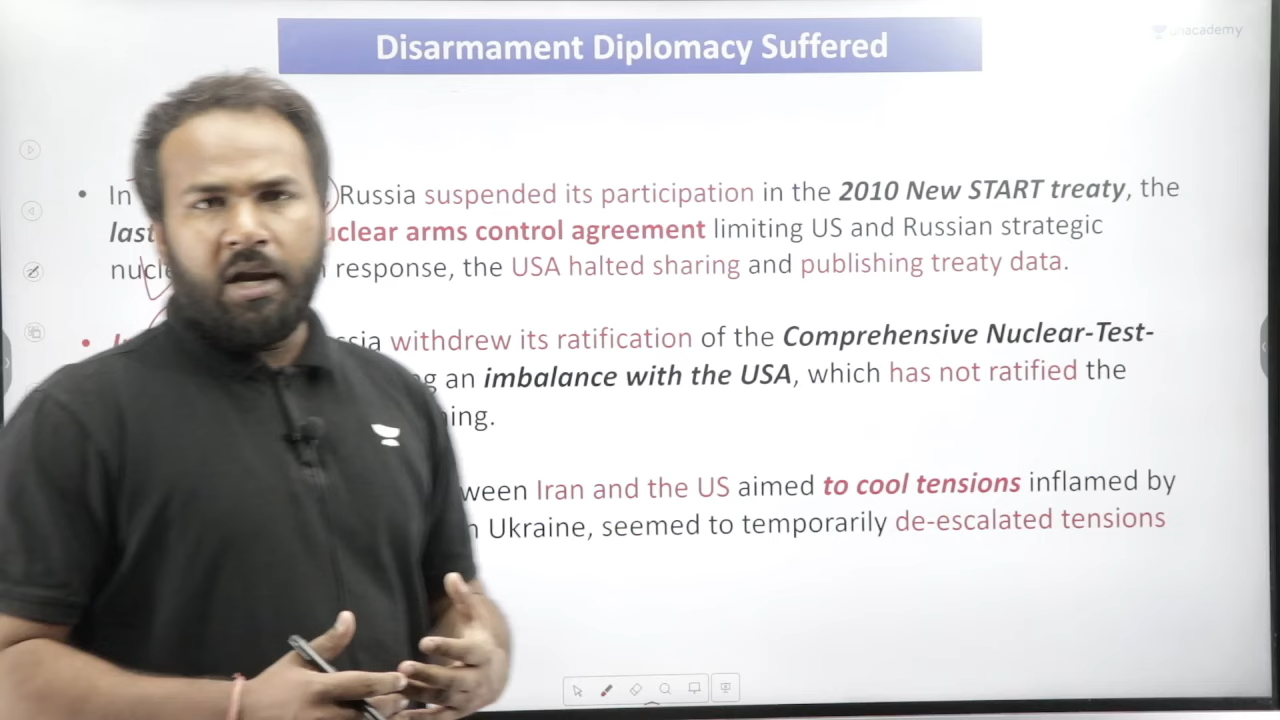 Disarmament Diplomacy Suffered
unacademy
• In Russia suspended its participation in the 2010 New START treaty, the
last uclear arms control agreement limiting US and Russian strategic
nucle response, the USA halted sharing and publishing treaty data.
• ssia withdrew its ratification of the Comprehensive Nuclear-Test-
g an imbalance with the USA, which has not ratified the
ing.
ween Iran and the US aimed to cool tensions inflamed by
n Ukraine, seemed to temporarily de-escalated tensions